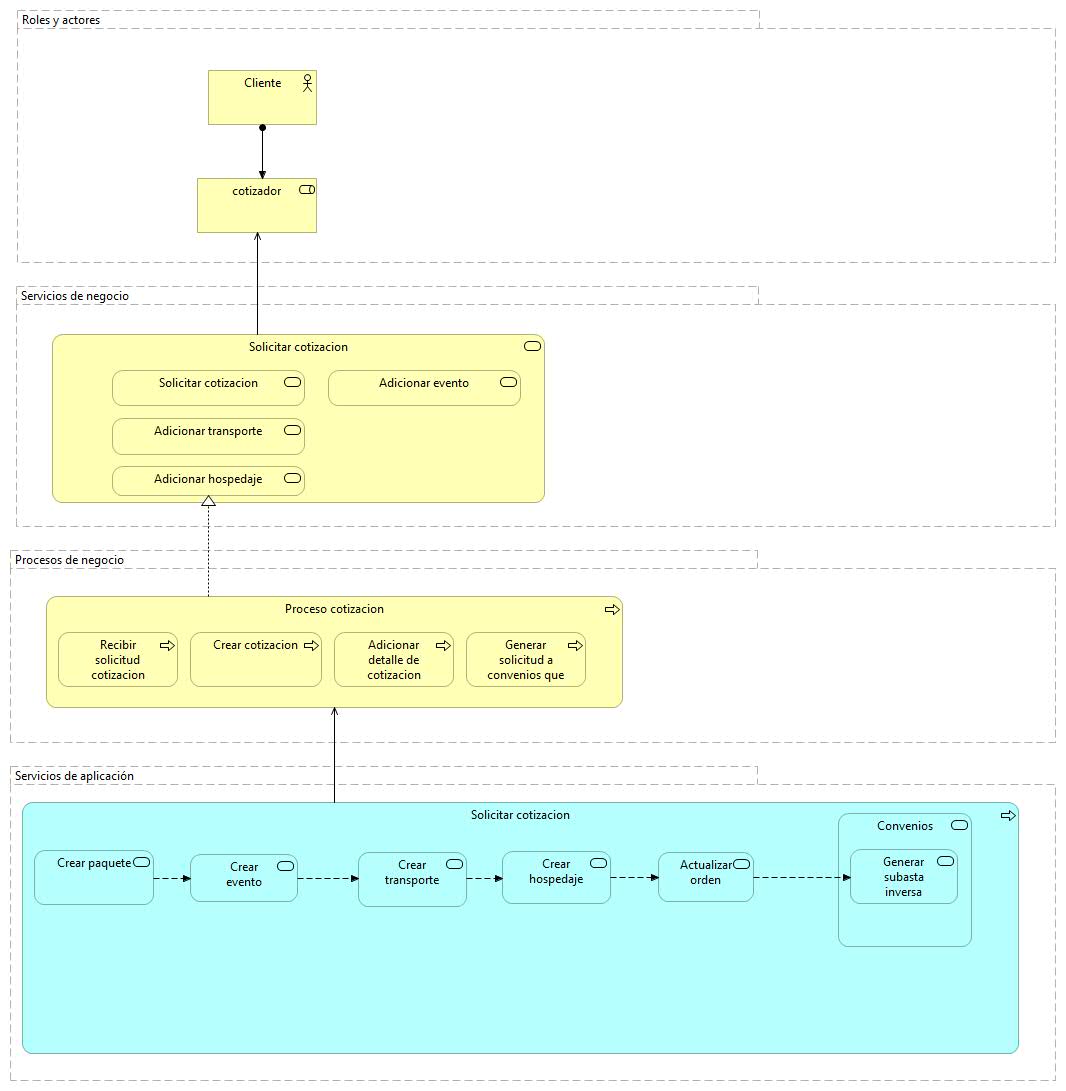 Roles y actores
Cliente
cotizador
Servicios de negocio
Solicitar cotizacion
Solicitar cotizacion
Adicionar evento
Adicionar transporte
Adicionar hospedaje
Procesos de negocio
Proceso cotizacion
Recibir
solicitud
cotizacion
Crear cotizacion
Adicionar
detalle de
cotizacion
Generar
solicitud a
convenios que
Servicios de aplicación
Solicitar cotizacion
Crear paquete
Crear
evento
Crear
transporte
Crear
hospedaje
Actualizar
orden
Convenios
Generar
subasta
inversa